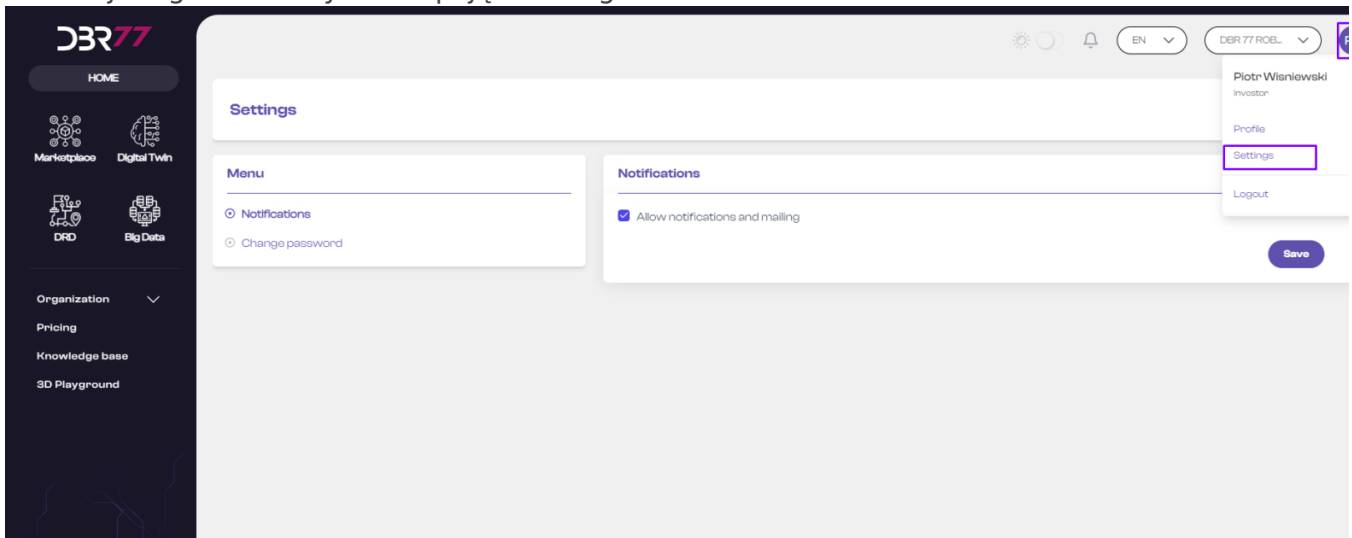 DBR77
EN
DBR 77 ROB...
HOME
Piotr Wisniewski
Investor
Settings
Profile
Marketplace
Digital Twin
Settings
Menu
Notifications
Logout
Notifications
Allow notifications and mailing
DRD
Big Data
Change password
Save
Organization
Pricing
Knowledge base
3D Playground